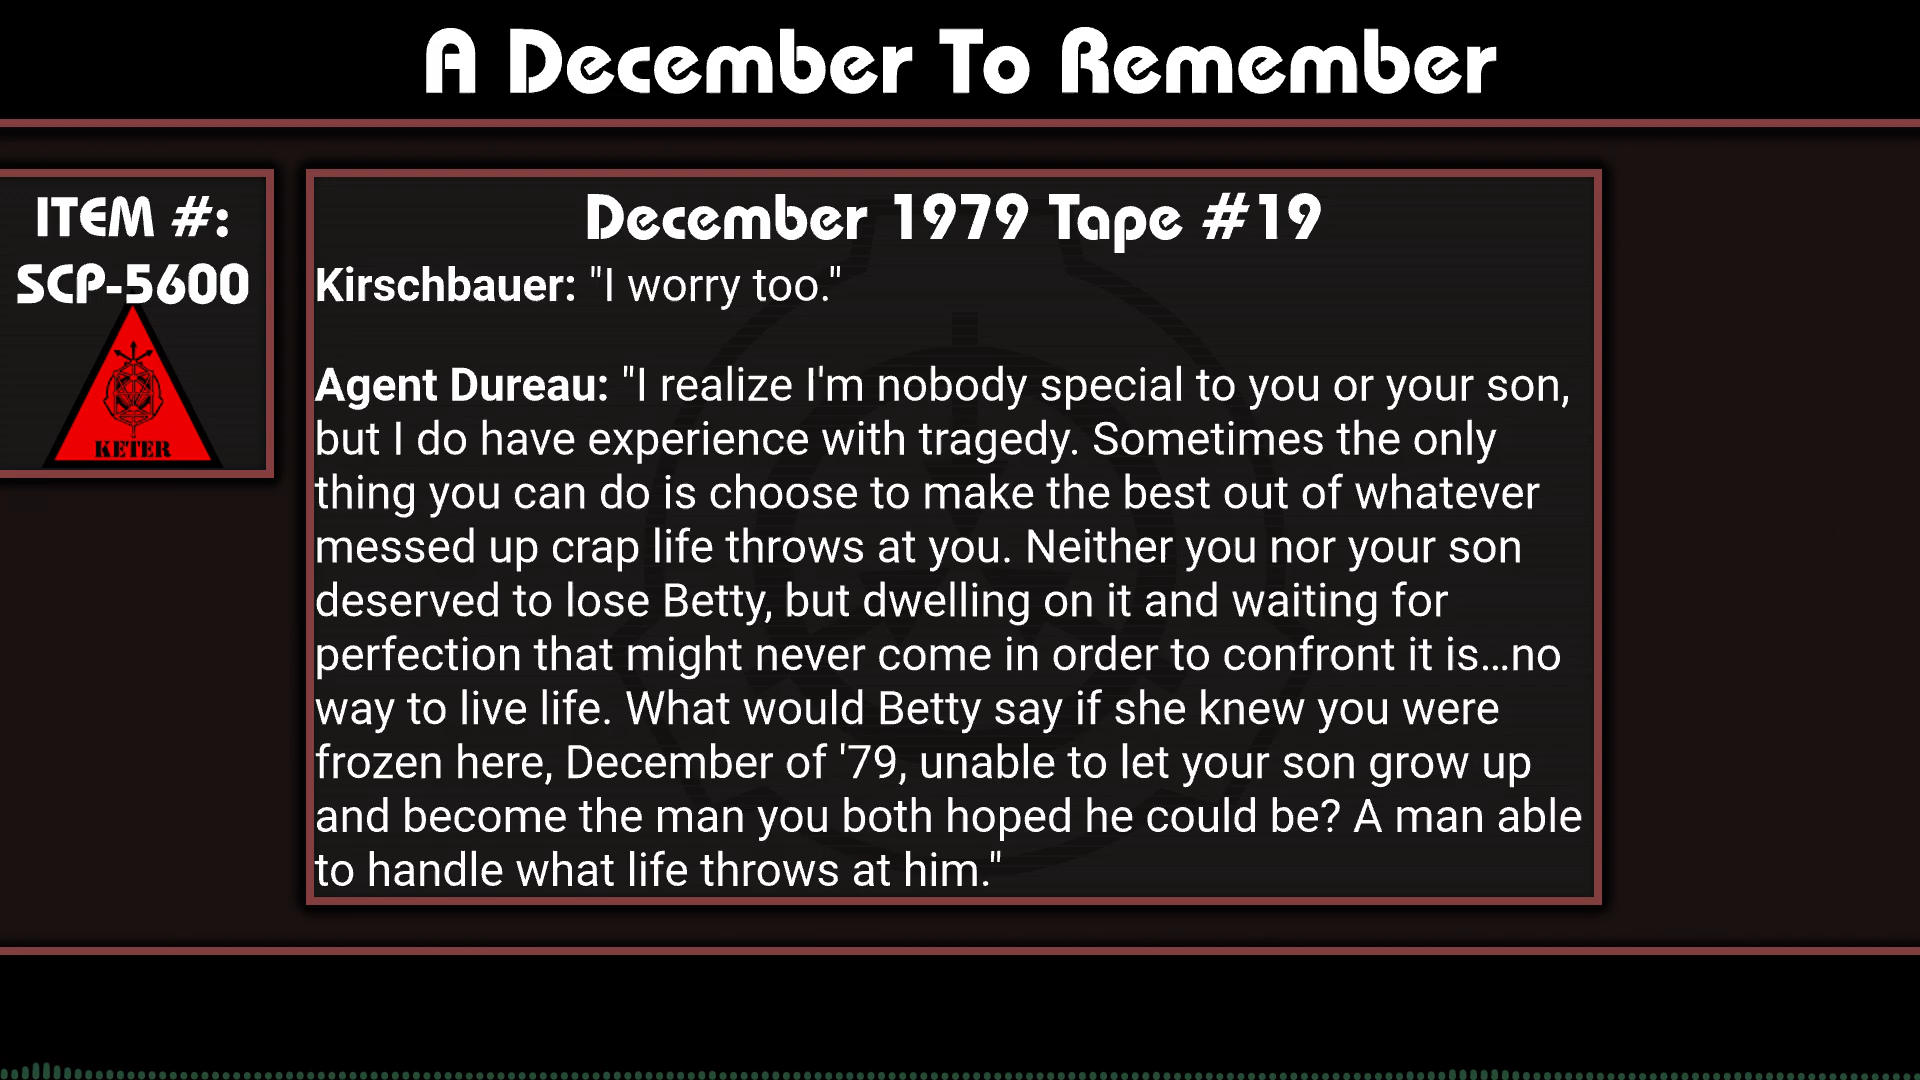 A December To Remember
ITEM #:
SCP-5600
KETER
December 1979 Tape #19
Kirschbauer: "I worry too."
Agent Dureau: "I realize I'm nobody special to you or your son,
but I do have experience with tragedy. Sometimes the only
thing you can do is choose to make the best out of whatever
messed up crap life throws at you. Neither you nor your son
deserved to lose Betty, but dwelling on it and waiting for
perfection that might never come in order to confront it is...no
way to live life. What would Betty say if she knew you were
frozen here, December of '79, unable to let your son grow up
and become the man you both hoped he could be? A man able
to handle what life throws at him."